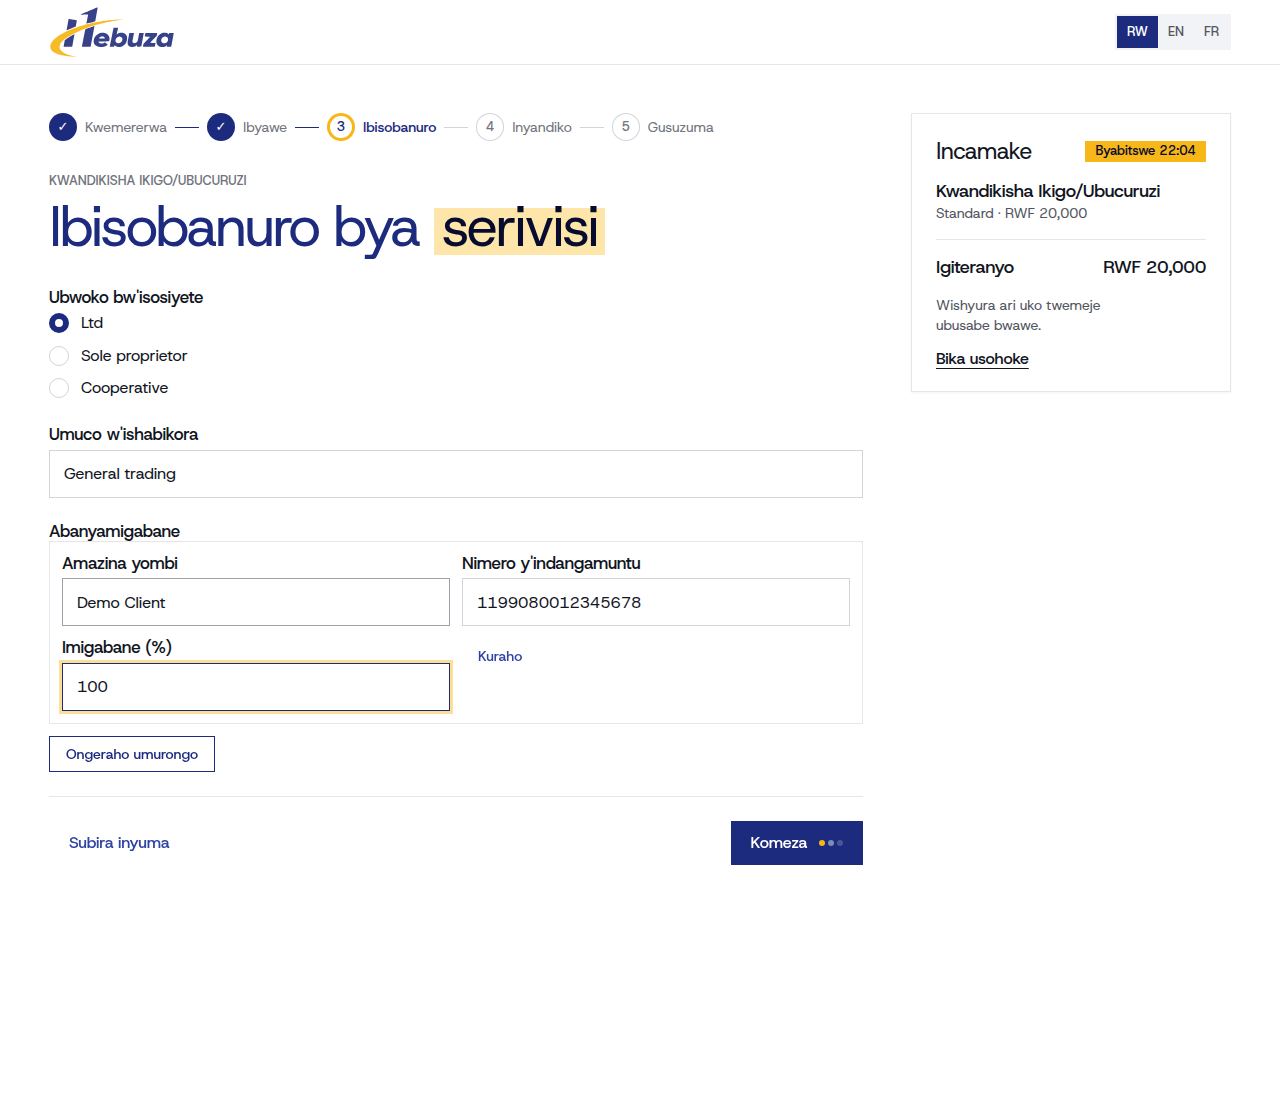 Hebuza
RW EN FR
✓ Kwemererwa ✓ Ibyawe 3 Ibisobanuro 4 Inyandiko 5 Gusuzuma
KWANDIKISHA IKIGO/UBUCURUZI
Ibisobanuro bya serivisi
Ubwoko bw'isosiyete
Ltd
Sole proprietor
Cooperative
Umuco w'ishabikora
General trading
Abanyamigabane
Amazina yombi
Demo Client
Nimero y'indangamuntu
1199080012345678
Imigabane (%)
100
Kuraho
Ongeraho umurongo
Subira inyuma
Komeza
Incamake
Byabitswe 22:04
Kwandikisha Ikigo/Ubucuruzi
Standard · RWF 20,000
Igiteranyo RWF 20,000
Wishyura ari uko twemeje
ubusabe bwawe.
Bika usohoke